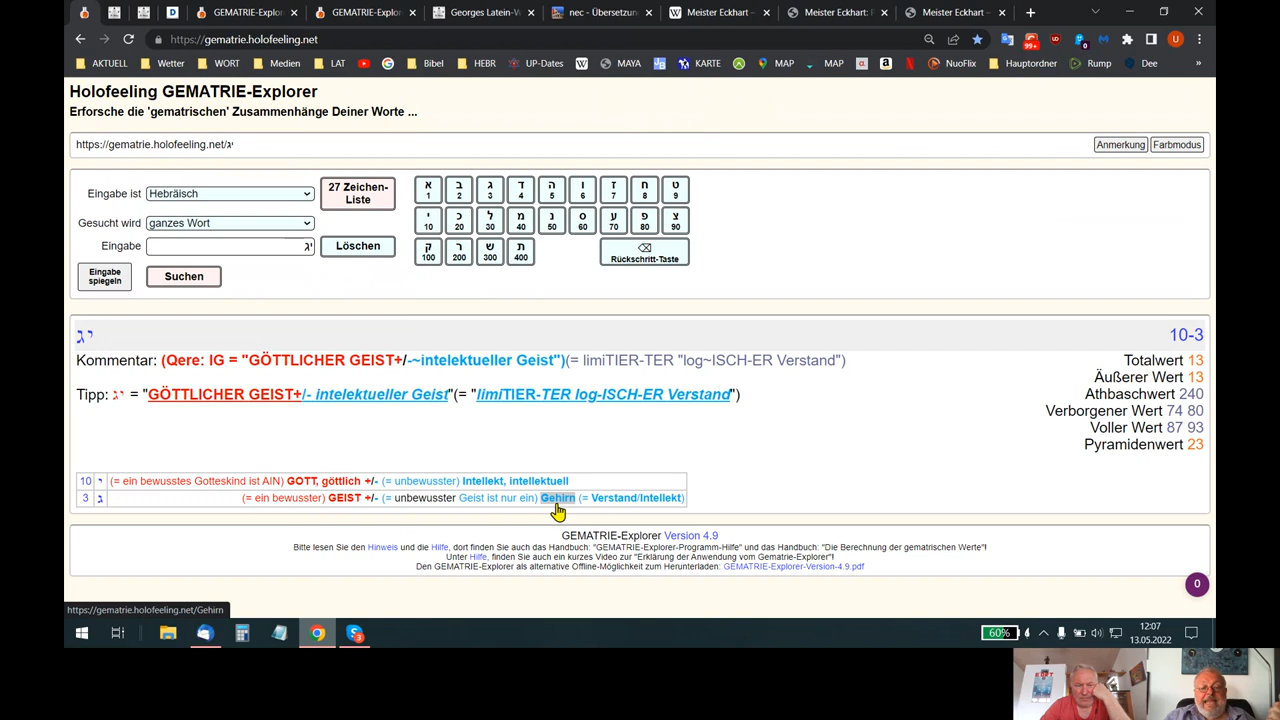 GEMATRIE-Explor
GEMATRIE-Explor
Georges Latein-W
nec - Übersetzun
Meister Eckhart –
Meister Eckhart: P
Meister Eckhart –
https://gematrie.holofeeling.net
99+
0
U
AKTUELL
Wetter
WORT
Medien
LAT
Bibel
HEBR
UP-Dates
MAYA
KARTE
MAP
MAP
NuoFlix
Hauptordner
Rump
Dee
»
Holofeeling GEMATRIE-Explorer
Erforsche die 'gematrischen' Zusammenhänge Deiner Worte ...
https://gematrie.holofeeling.net/יג
Anmerkung
Farbmodus
Eingabe ist
Hebräisch
27 Zeichen-
Liste
Gesucht wird
ganzes Wort
Eingabe
יג
Löschen
Eingabe
spiegeln
Suchen
א ב ג ד ה ו ז ח ט
1 2 3 4 5 6 7 8 9
י כ ל מ נ ס ע פ צ
10 20 30 40 50 60 70 80 90
ק ר ש ת ⌫
100 200 300 400 Rückschritt-Taste
יג
10-3
Kommentar: (Qere: IG = "GÖTTLICHER GEIST+/-~intelektueller Geist")(= limiTIER-TER "log~ISCH-ER Verstand")
Totalwert 13
Äußerer Wert 13
Tipp: יג = "GÖTTLICHER GEIST+/- intelektueller Geist"(= "limiTIER-TER log-ISCH-ER Verstand")
Athbaschwert 240
Verborgener Wert 74 80
Voller Wert 87 93
Pyramidenwert 23
10 י (= ein bewusstes Gotteskind ist AIN) GOTT, göttlich +/- (= unbewusster) Intellekt, intellektuell
3 ג (= ein bewusster) GEIST +/- (= unbewusster Geist ist nur ein) Gehirn (= Verstand/Intellekt)
GEMATRIE-Explorer Version 4.9
Bitte lesen Sie den Hinweis und die Hilfe, dort finden Sie auch das Handbuch: "GEMATRIE-Explorer-Programm-Hilfe" und das Handbuch: "Die Berechnung der gematrischen Werte"!
Unter Hilfe, finden Sie auch ein kurzes Video zur "Erklärung der Anwendung vom Gematrie-Explorer"!
Den GEMATRIE-Explorer als alternative Offline-Möglichkeit zum Herunterladen: GEMATRIE-Explorer-Version-4.9.pdf
0
https://gematrie.holofeeling.net/Gehirn
60%
12:07
13.05.2022